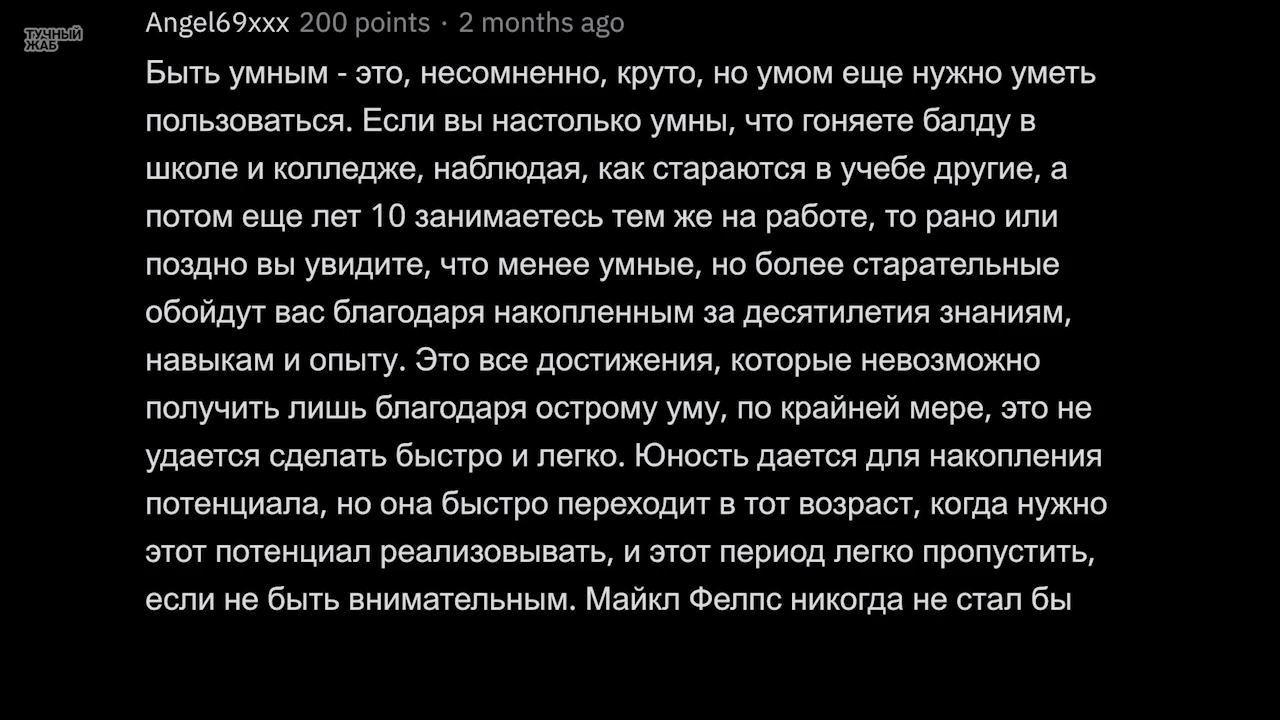 ТУЧНЫЙ
ЖАБ
Angel69xxx 200 points · 2 months ago
Быть умным - это, несомненно, круто, но умом еще нужно уметь
пользоваться. Если вы настолько умны, что гоняете балду в
школе и колледже, наблюдая, как стараются в учебе другие, а
потом еще лет 10 занимаетесь тем же на работе, то рано или
поздно вы увидите, что менее умные, но более старательные
обойдут вас благодаря накопленным за десятилетия знаниям,
навыкам и опыту. Это все достижения, которые невозможно
получить лишь благодаря острому уму, по крайней мере, это не
удается сделать быстро и легко. Юность дается для накопления
потенциала, но она быстро переходит в тот возраст, когда нужно
этот потенциал реализовывать, и этот период легко пропустить,
если не быть внимательным. Майкл Фелпс никогда не стал бы